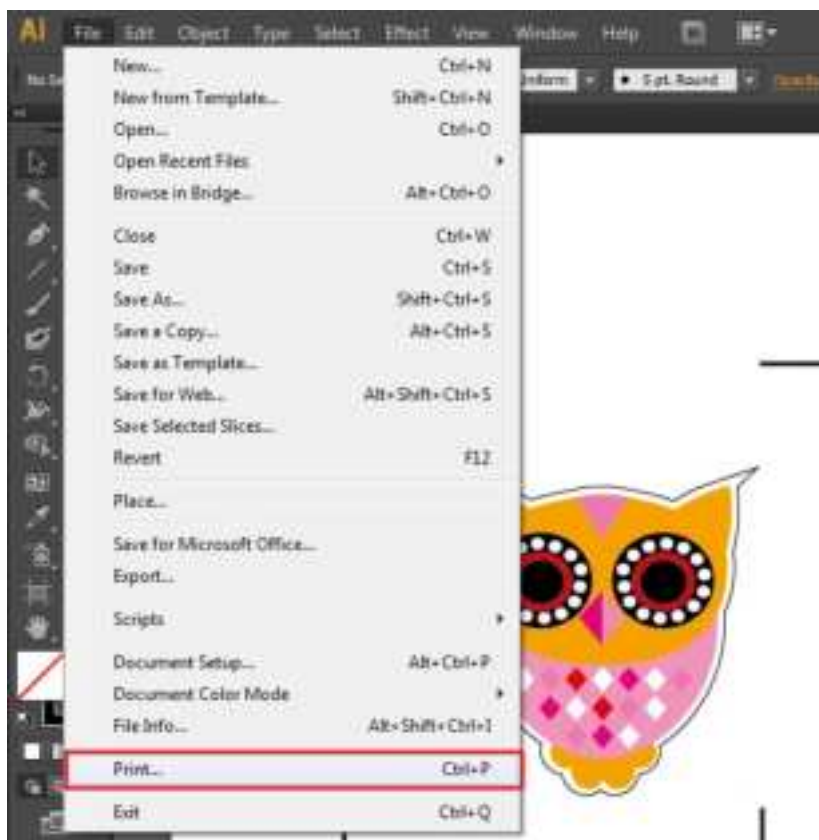 Ai File Edit Object Type Select Effect View Window Help
New... Ctrl+N
Uniform 5 pt. Round
New from Template... Shift+Ctrl+N
Open... Ctrl+O
Open Recent Files
Browse in Bridge... Alt+Ctrl+O
Close Ctrl+W
Save Ctrl+S
Save As... Shift+Ctrl+S
Save a Copy... Alt+Ctrl+S
Save as Template...
Save for Web... Alt+Shift+Ctrl+S
Save Selected Slices...
Revert F12
Place...
Save for Microsoft Office...
Export...
Scripts
Document Setup... Alt+Ctrl+P
Document Color Mode
File Info... Alt+Shift+Ctrl+I
Print... Ctrl+P
Exit Ctrl+Q